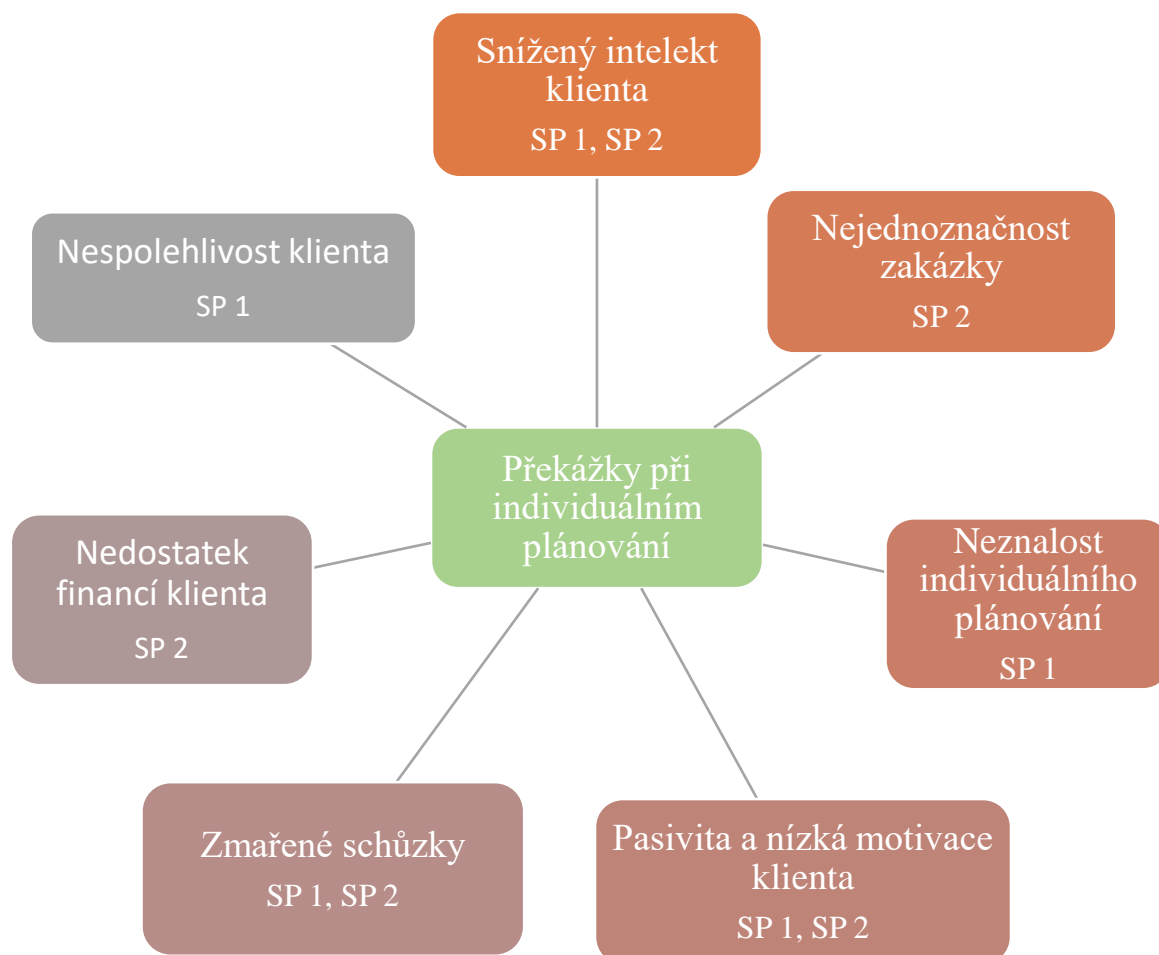 Snížený intelekt
klienta
SP 1, SP 2
Nejednoznačnost
zakázky
SP 2
Nespolehlivost klienta
SP 1
Překážky při
individuálním
plánování
Nedostatek
financí klienta
SP 2
Neznalost
individuálního
plánování
SP 1
Zmařené schůzky
SP 1, SP 2
Pasivita a nízká motivace
klienta
SP 1, SP 2